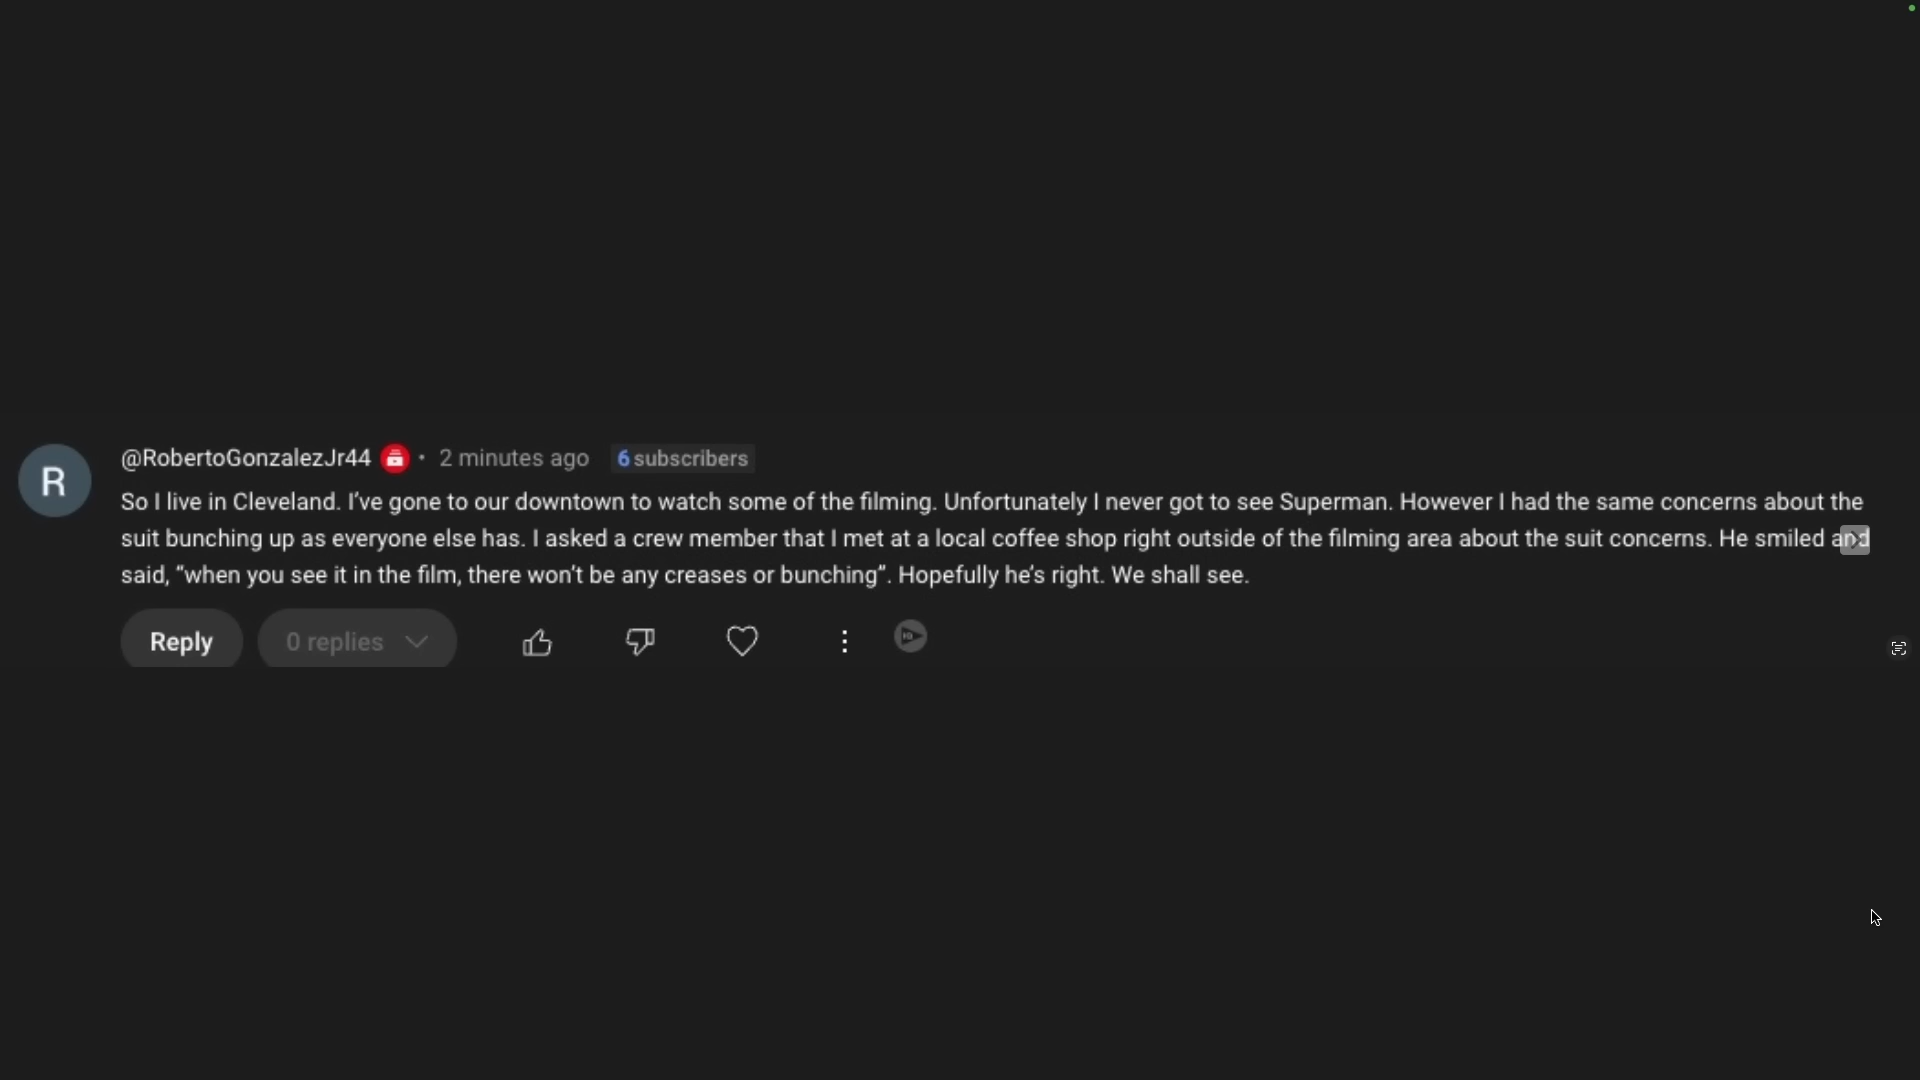 @RobertoGonzalezJr44 • 2 minutes ago 6 subscribers
So I live in Cleveland. I’ve gone to our downtown to watch some of the filming. Unfortunately I never got to see Superman. However I had the same concerns about the
suit bunching up as everyone else has. I asked a crew member that I met at a local coffee shop right outside of the filming area about the suit concerns. He smiled and
said, “when you see it in the film, there won’t be any creases or bunching”. Hopefully he’s right. We shall see.
R
Reply 0 replies